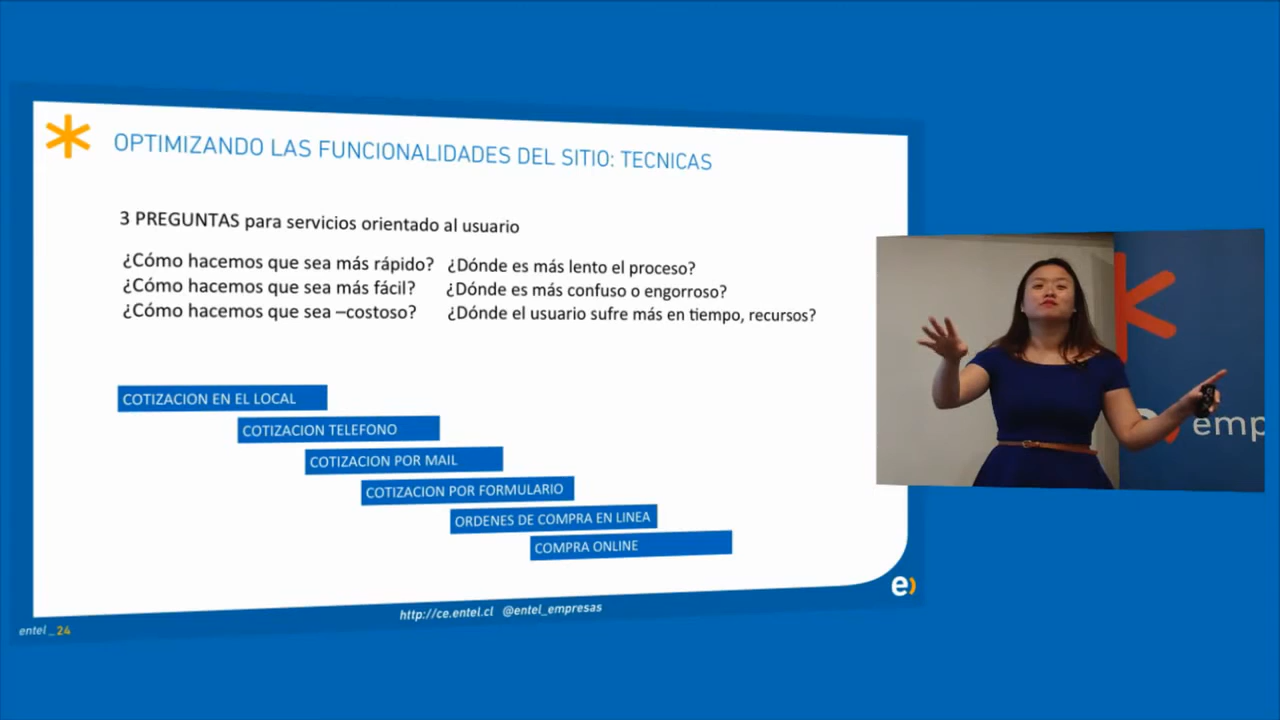 OPTIMIZANDO LAS FUNCIONALIDADES DEL SITIO: TECNICAS
3 PREGUNTAS para servicios orientado al usuario
¿Cómo hacemos que sea más rápido? ¿Dónde es más lento el proceso?
¿Cómo hacemos que sea más fácil? ¿Dónde es más confuso o engorroso?
¿Cómo hacemos que sea –costoso? ¿Dónde el usuario sufre más en tiempo, recursos?
COTIZACION EN EL LOCAL
COTIZACION TELEFONO
COTIZACION POR MAIL
COTIZACION POR FORMULARIO
ORDENES DE COMPRA EN LINEA
COMPRA ONLINE
e)
http://ce.entel.cl @entel_empresas
entel _ 24
emp